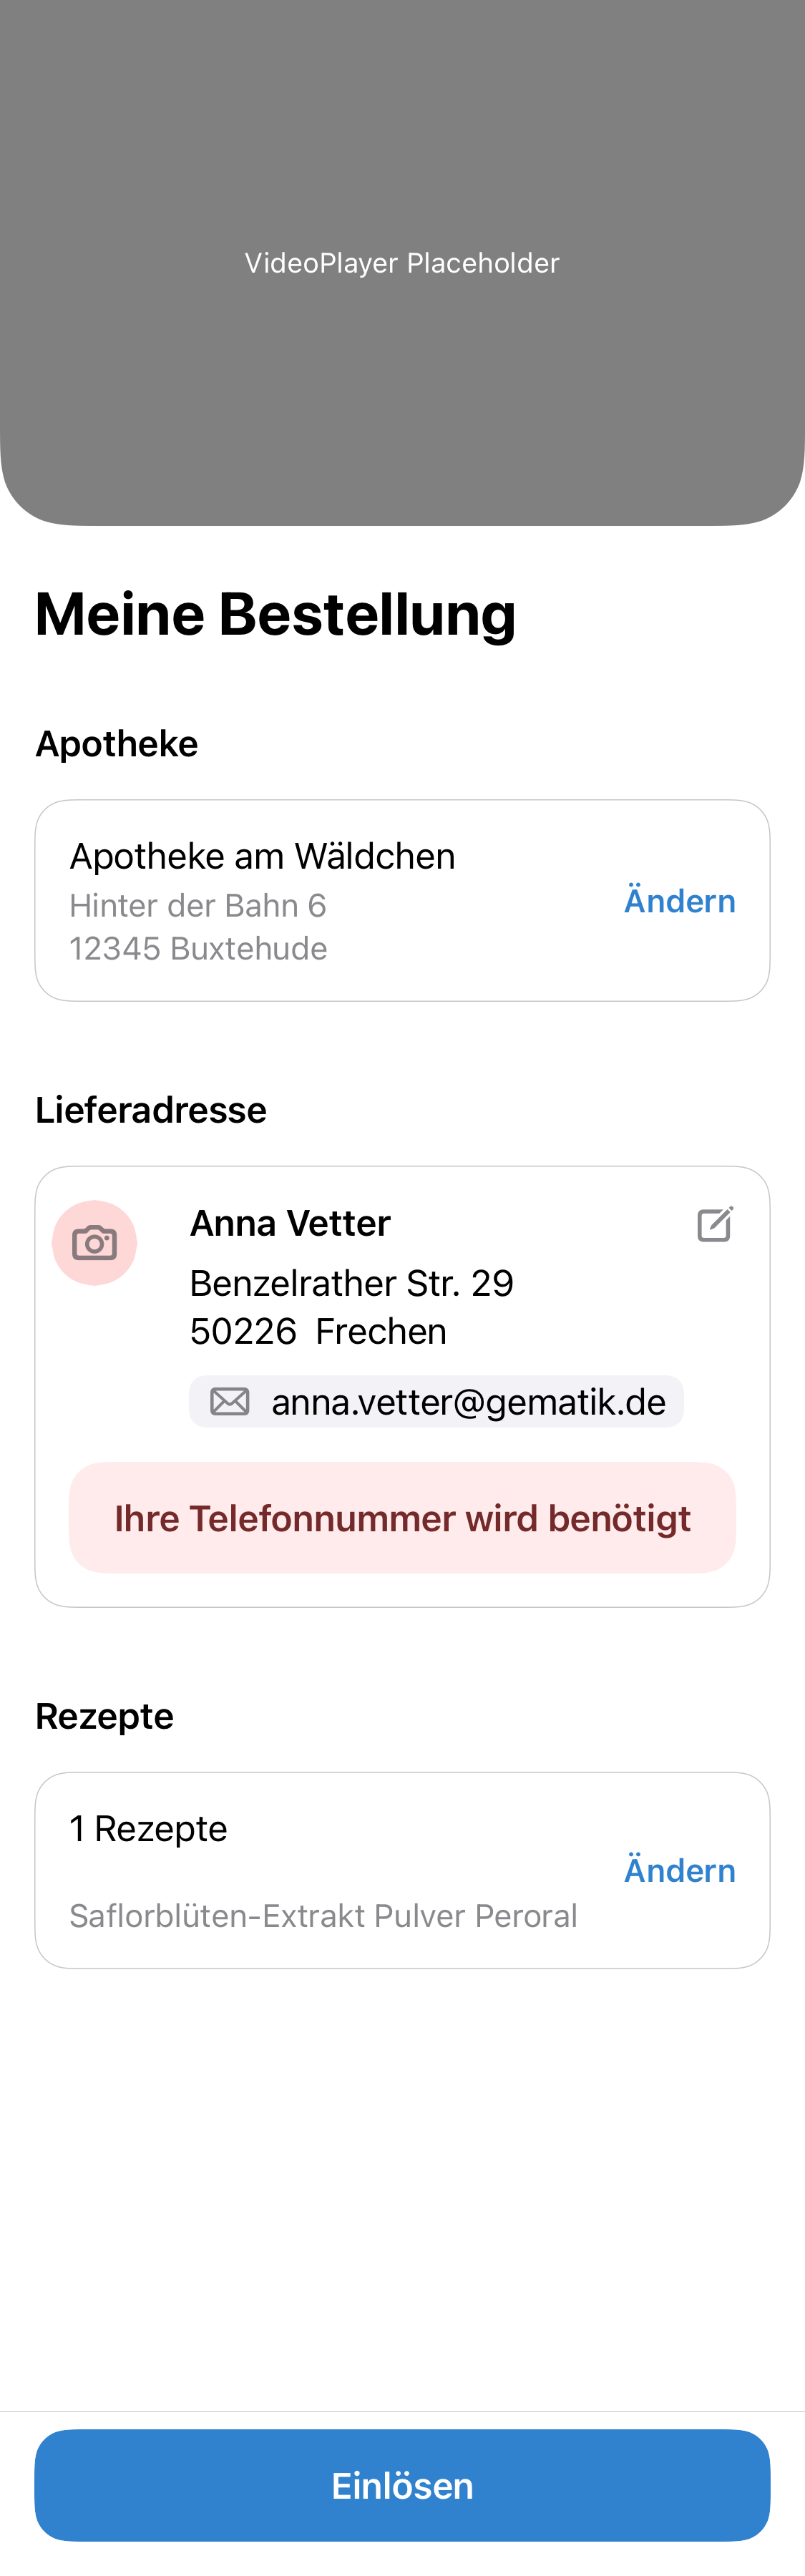 VideoPlayer Placeholder
Meine Bestellung
Apotheke
Apotheke am Wäldchen
Hinter der Bahn 6
12345 Buxtehude
Ändern
Lieferadresse
Anna Vetter
Benzelrather Str. 29
50226  Frechen
anna.vetter@gematik.de
Ihre Telefonnummer wird benötigt
Rezepte
1 Rezepte
Ändern
Saflorblüten-Extrakt Pulver Peroral
Einlösen